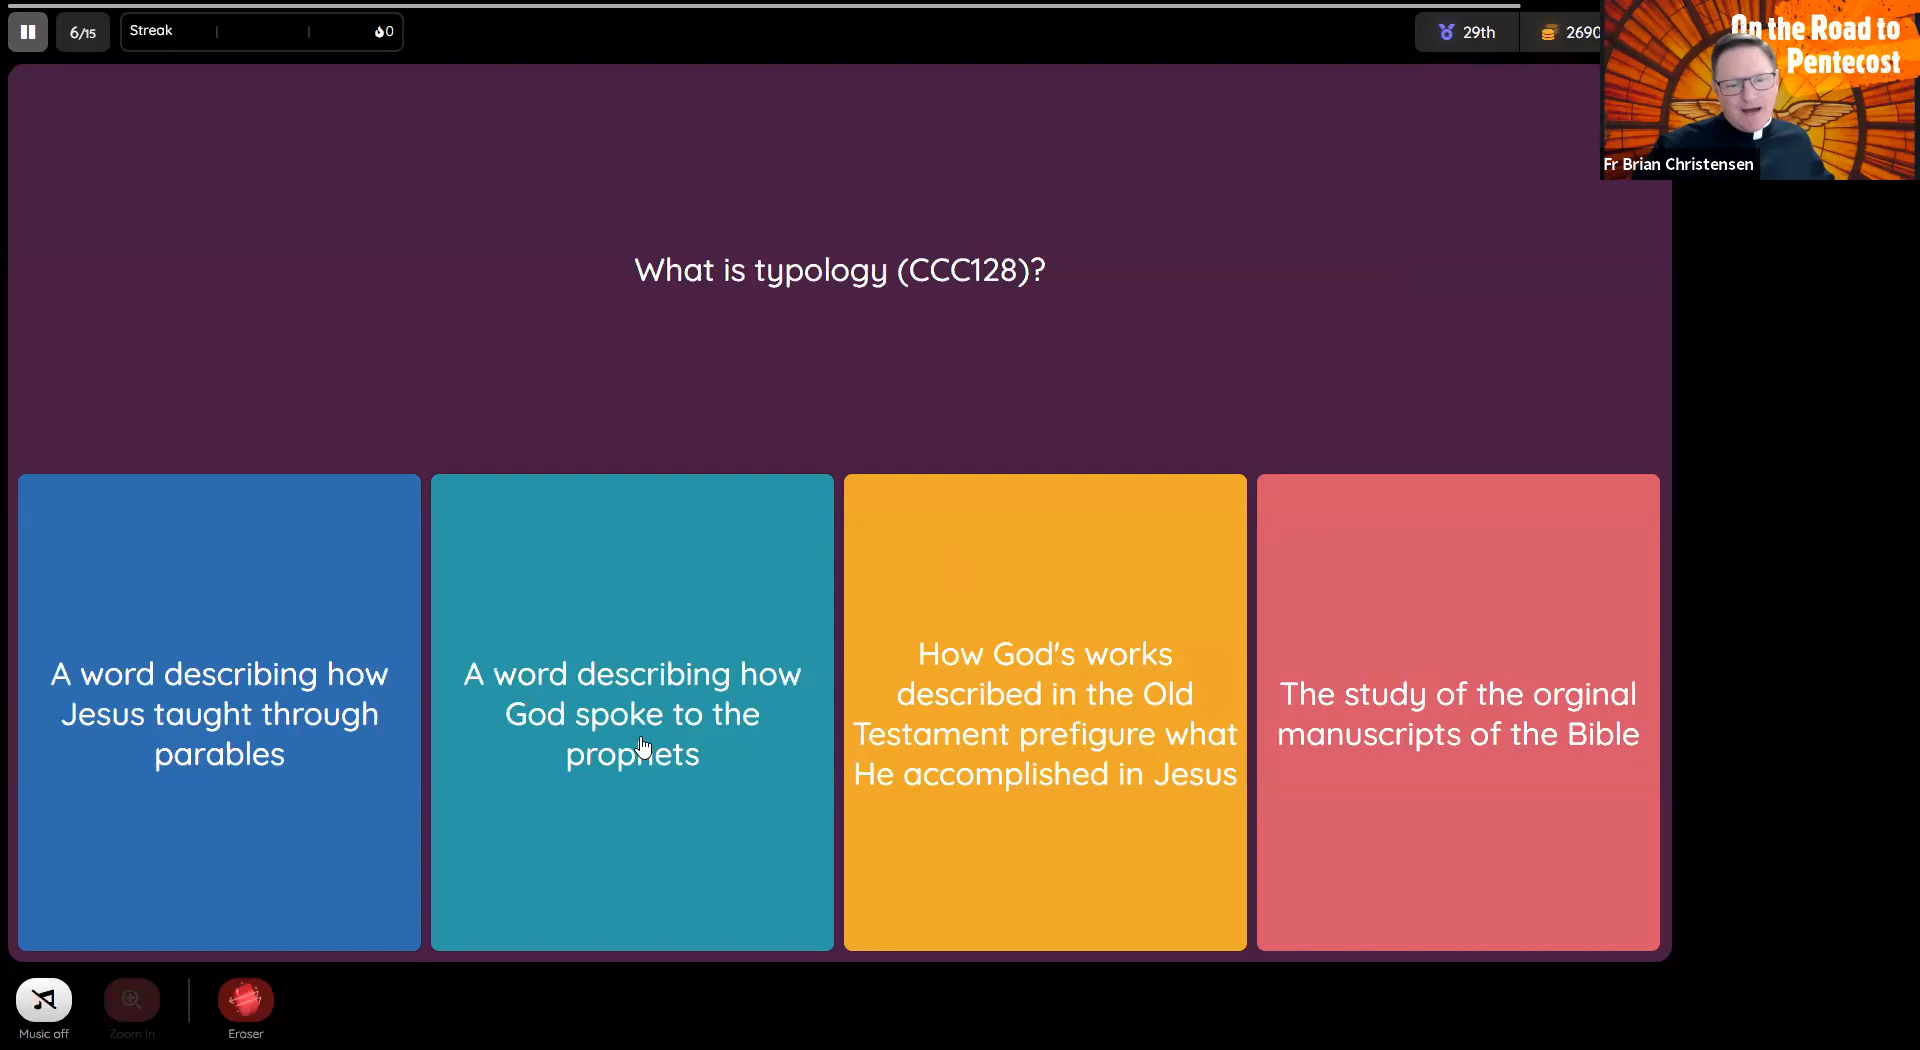 6/15
Streak
0
29th
2690
On the Road to
Pentecost
Fr Brian Christensen
What is typology (CCC128)?
A word describing how
Jesus taught through
parables
A word describing how
God spoke to the
prophets
How God's works
described in the Old
Testament prefigure what
He accomplished in Jesus
The study of the orginal
manuscripts of the Bible
Music off
Zoom In
Eraser